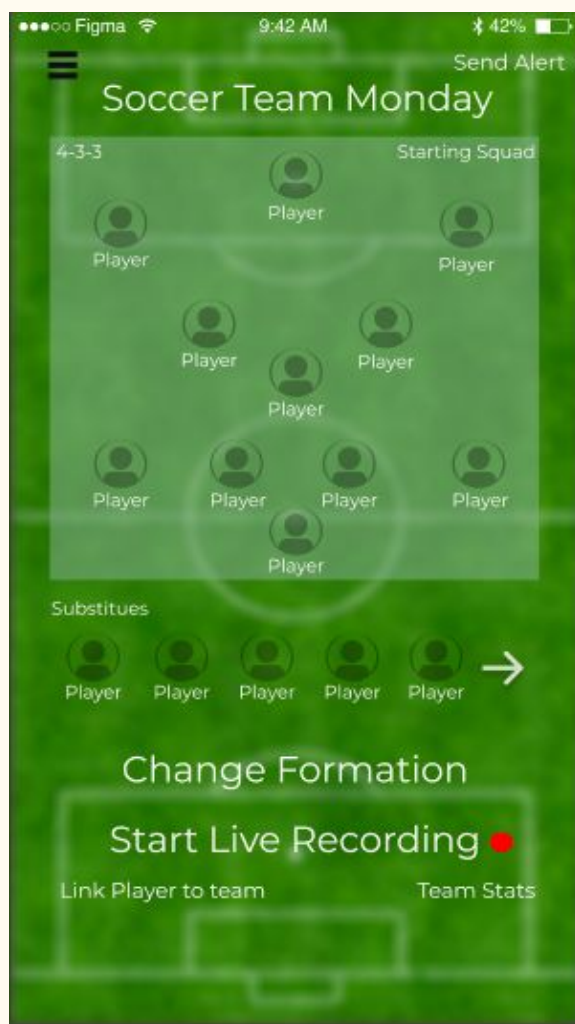 Figma 9:42 AM 42%
Send Alert
Soccer Team Monday
4-3-3 Starting Squad
Player
Player Player
Player Player
Player
Player Player Player Player
Player
Substitues
Player Player Player Player Player
Change Formation
Start Live Recording
Link Player to team Team Stats